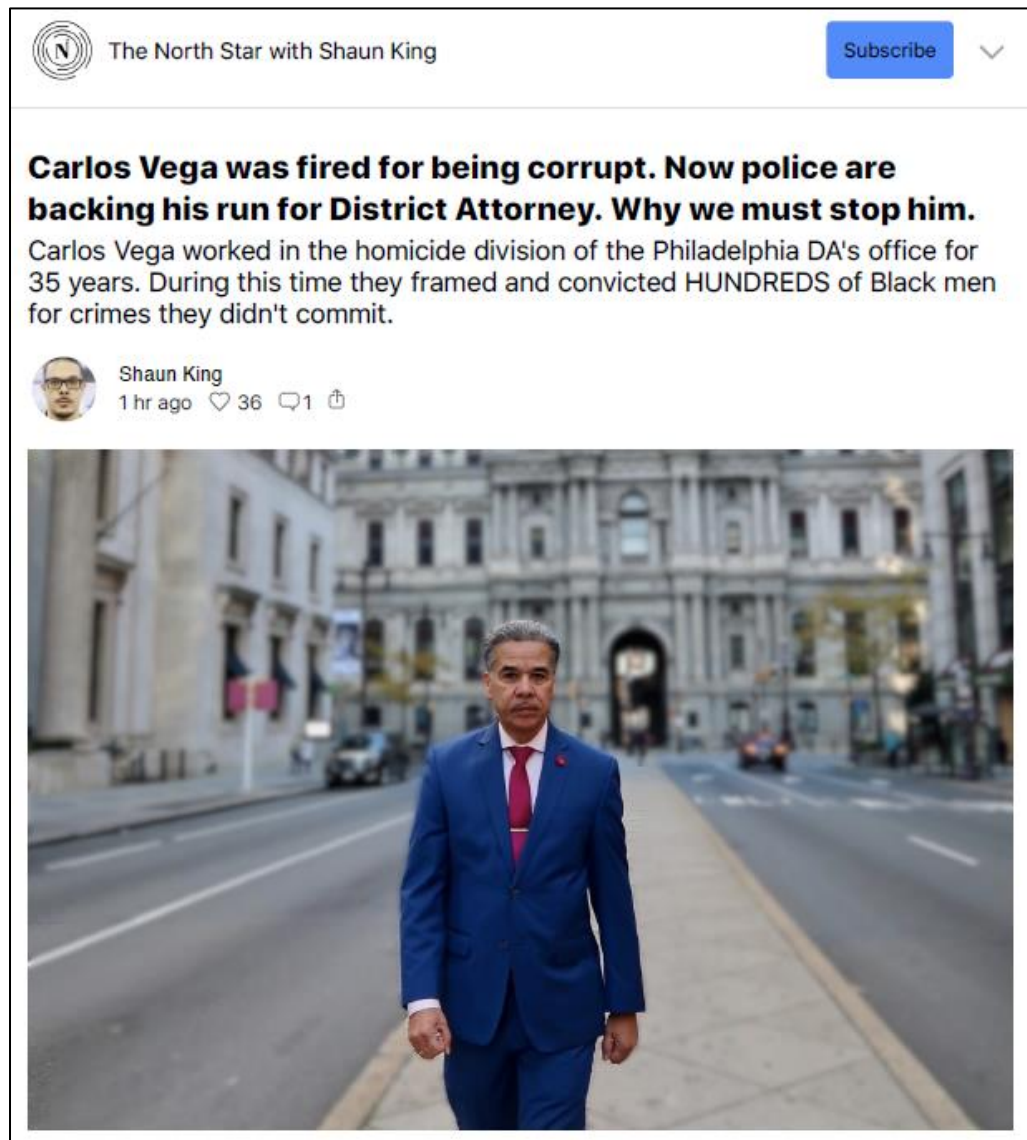 N
The North Star with Shaun King
Subscribe
Carlos Vega was fired for being corrupt. Now police are
backing his run for District Attorney. Why we must stop him.
Carlos Vega worked in the homicide division of the Philadelphia DA's office for
35 years. During this time they framed and convicted HUNDREDS of Black men
for crimes they didn't commit.
Shaun King
1 hr ago 36 1